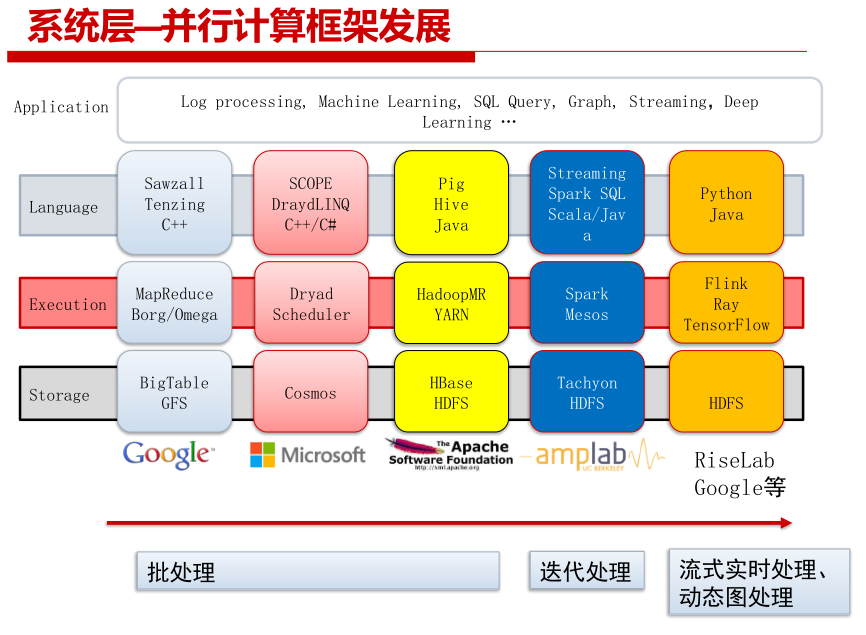 系统层—并行计算框架发展
Application
Log processing, Machine Learning, SQL Query, Graph, Streaming, Deep
Learning …
Language
Sawzall
Tenzing
C++
SCOPE
DraydLINQ
C++/C#
Pig
Hive
Java
Streaming
Spark SQL
Scala/Jav
a
Python
Java
Execution
MapReduce
Borg/Omega
Dryad
Scheduler
HadoopMR
YARN
Spark
Mesos
Flink
Ray
TensorFlow
Storage
BigTable
GFS
Cosmos
HBase
HDFS
Tachyon
HDFS
HDFS
Google™
Microsoft
The Apache
Software Foundation
http://xml.apache.org
amplab
UC BERKELEY
RiseLab
Google等
批处理
迭代处理
流式实时处理、
动态图处理